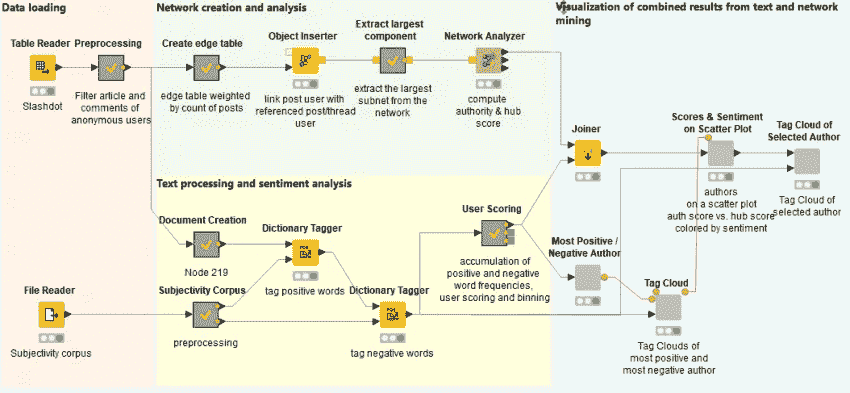 Data loading
Network creation and analysis
Visualization of combined results from text and network
mining
Table Reader
Slashdot
Preprocessing
Filter article and
comments of
anonymous users
Create edge table
edge table weighted
by count of posts
Object Inserter
link post user with
referenced post/thread
user
Extract largest
component
extract the largest
subnet from the
network
Network Analyzer
compute
authority & hub
score
Joiner
Scores & Sentiment
on Scatter Plot
authors
on a scatter plot
auth score vs. hub score
colored by sentiment
Tag Cloud of
Selected Author
Tag Cloud of
selected author
Text processing and sentiment analysis
Document Creation
Node 219
Dictionary Tagger
tag positive words
User Scoring
accumulation of
positive and negative
word frequencies,
user scoring and binning
Most Positive /
Negative Author
File Reader
Subjectivity corpus
Subjectivity Corpus
preprocessing
Dictionary Tagger
tag negative words
Tag Cloud
Tag Clouds of
most positive and
most negative author